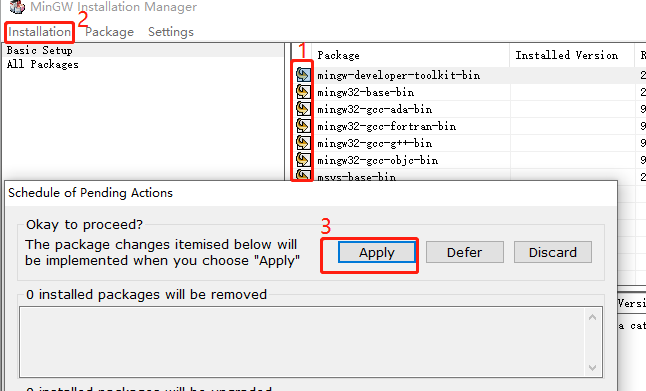 MinGW Installation Manager
2
Installation Package Settings
Basic Setup
All Packages
1
Package Installed Version
mingw-developer-toolkit-bin 2
mingw32-base-bin 2
mingw32-gcc-ada-bin 9
mingw32-gcc-fortran-bin 9
mingw32-gcc-g++-bin 9
mingw32-gcc-objc-bin 9
msys-base-bin 2
Schedule of Pending Actions
Okay to proceed?
The package changes itemised below will
be implemented when you choose "Apply"
3
Apply Defer Discard
0 installed packages will be removed
0 installed packages will be upgraded
Versi
a cat